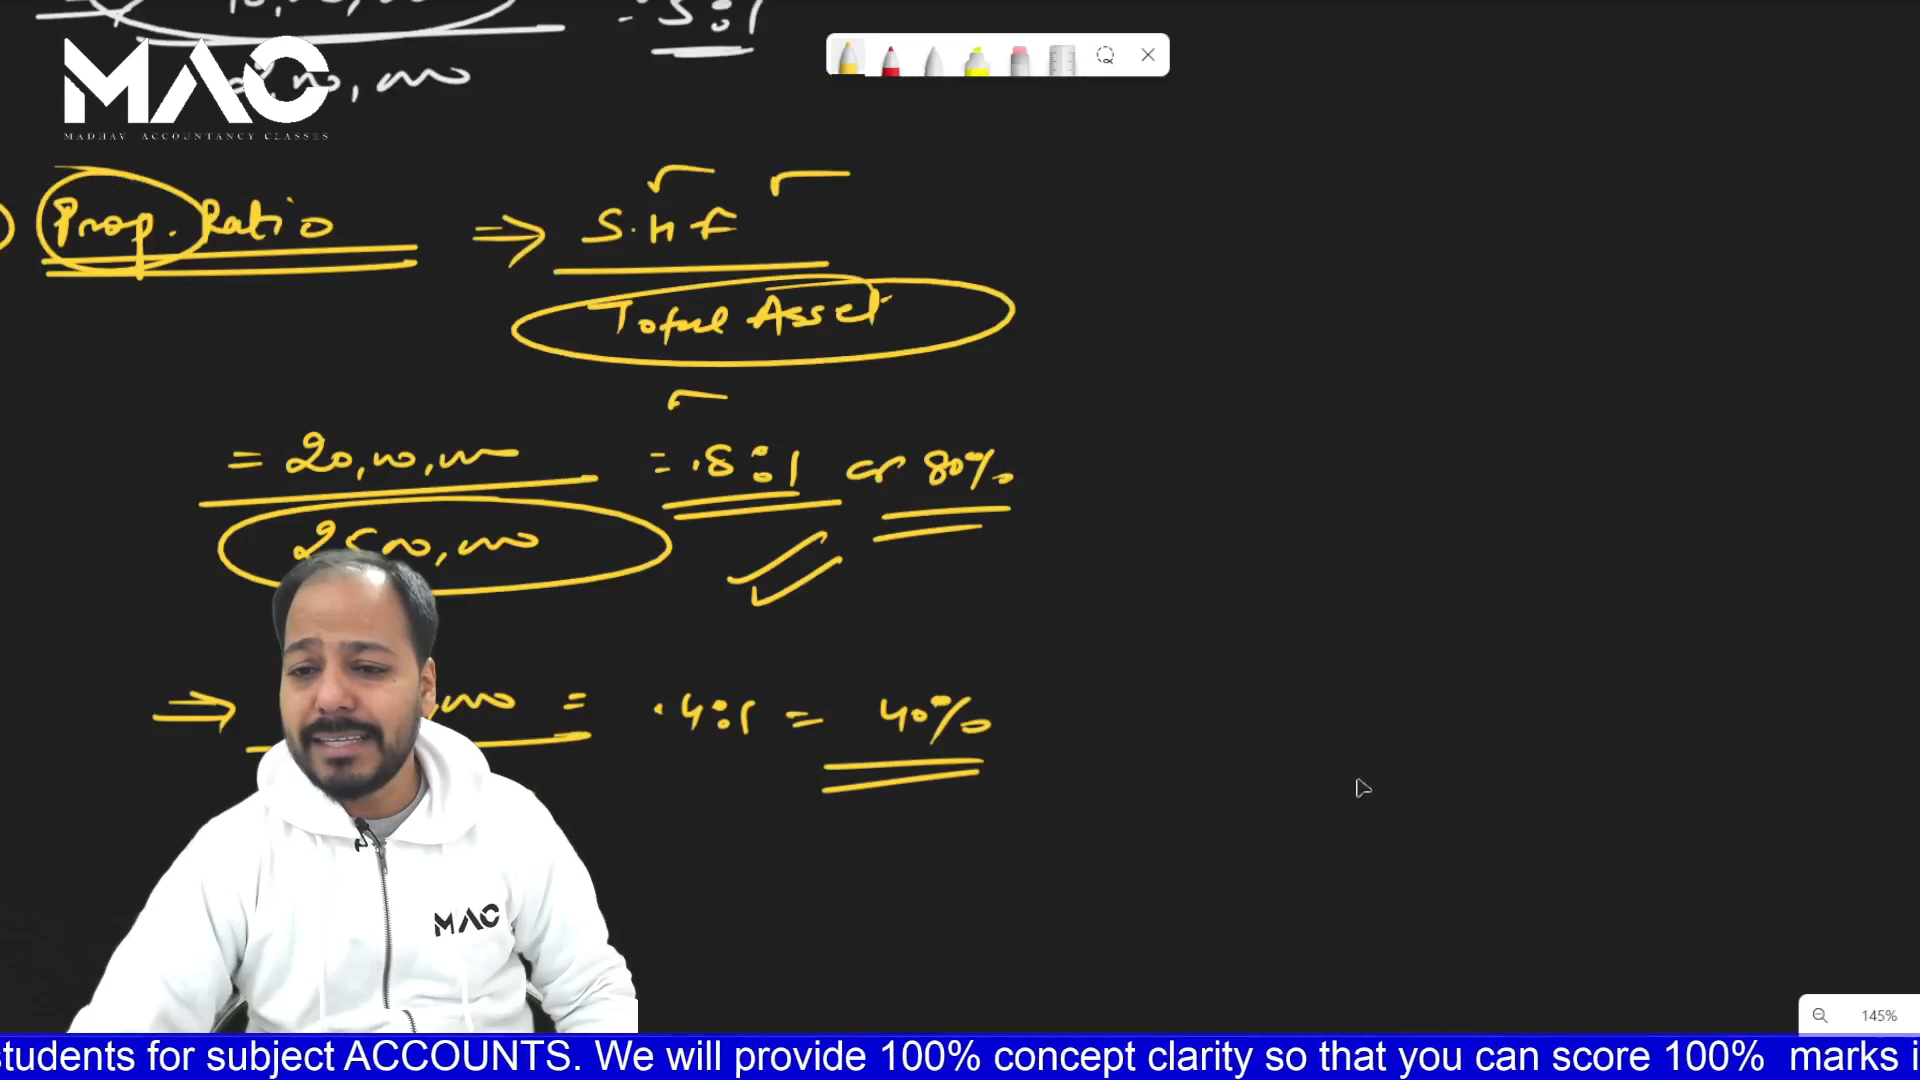 = .5:1
MAC
MADHAV ACCOUNTANCY CLASSES
Prop. Ratio => S.H.F
Total Asset
= 20,00,000 = .8:1 or 80%
2500,000
=> = .4:1 = 40%
MAC
145%
students for subject ACCOUNTS. We will provide 100% concept clarity so that you can score 100% marks i